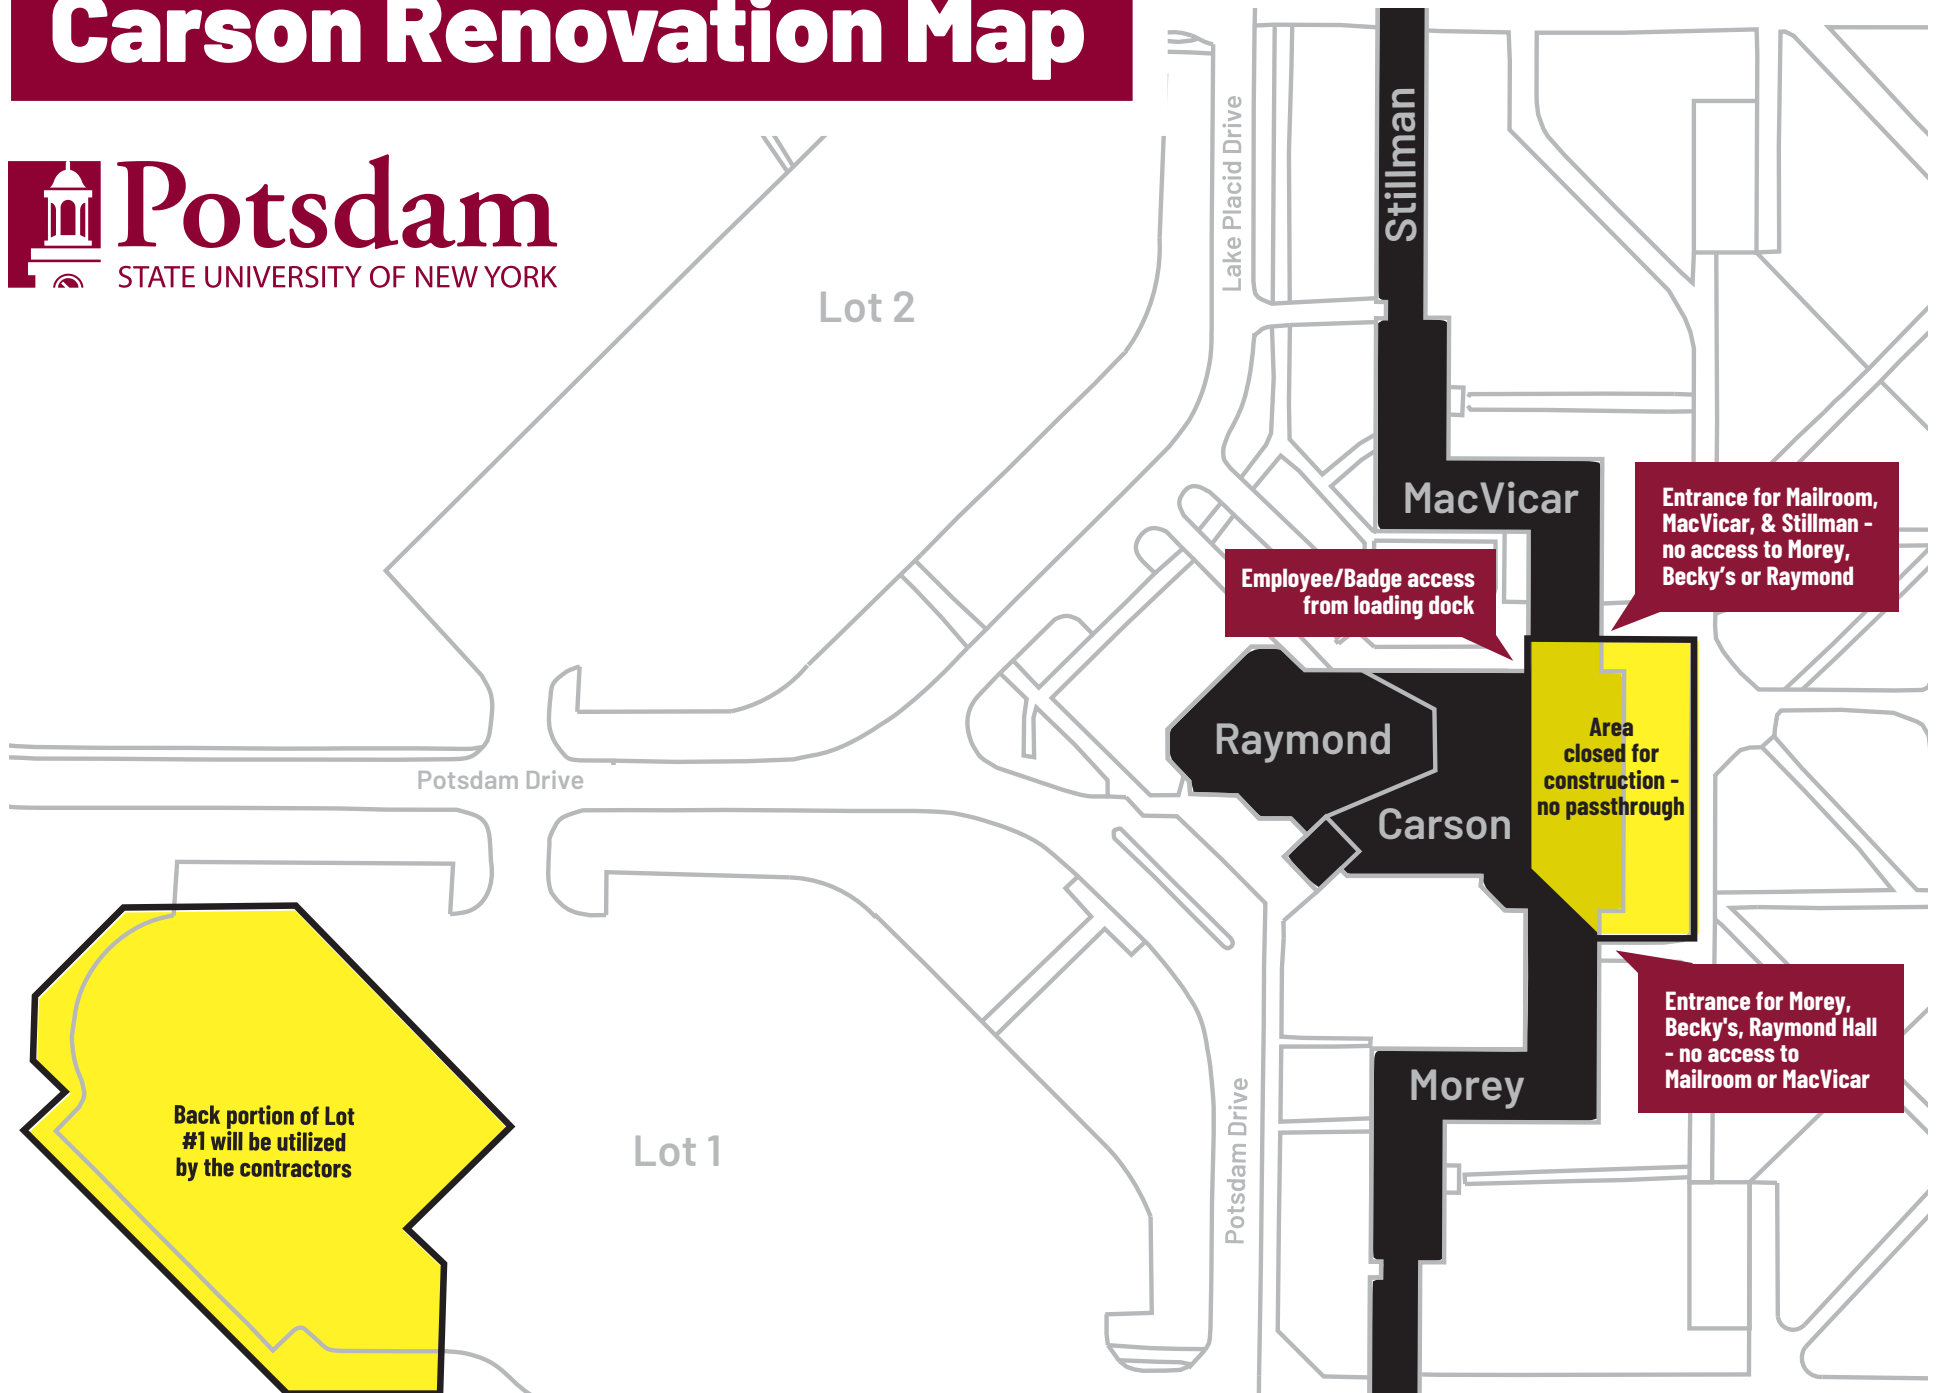 Carson Renovation Map
Potsdam
STATE UNIVERSITY OF NEW YORK
Lot 2
Lake Placid Drive
Stillman
MacVicar
Entrance for Mailroom,
MacVicar, & Stillman -
no access to Morey,
Becky’s or Raymond
Employee/Badge access
from loading dock
Raymond
Carson
Area
closed for
construction -
no passthrough
Potsdam Drive
Entrance for Morey,
Becky's, Raymond Hall
- no access to
Mailroom or MacVicar
Morey
Potsdam Drive
Back portion of Lot
#1 will be utilized
by the contractors
Lot 1